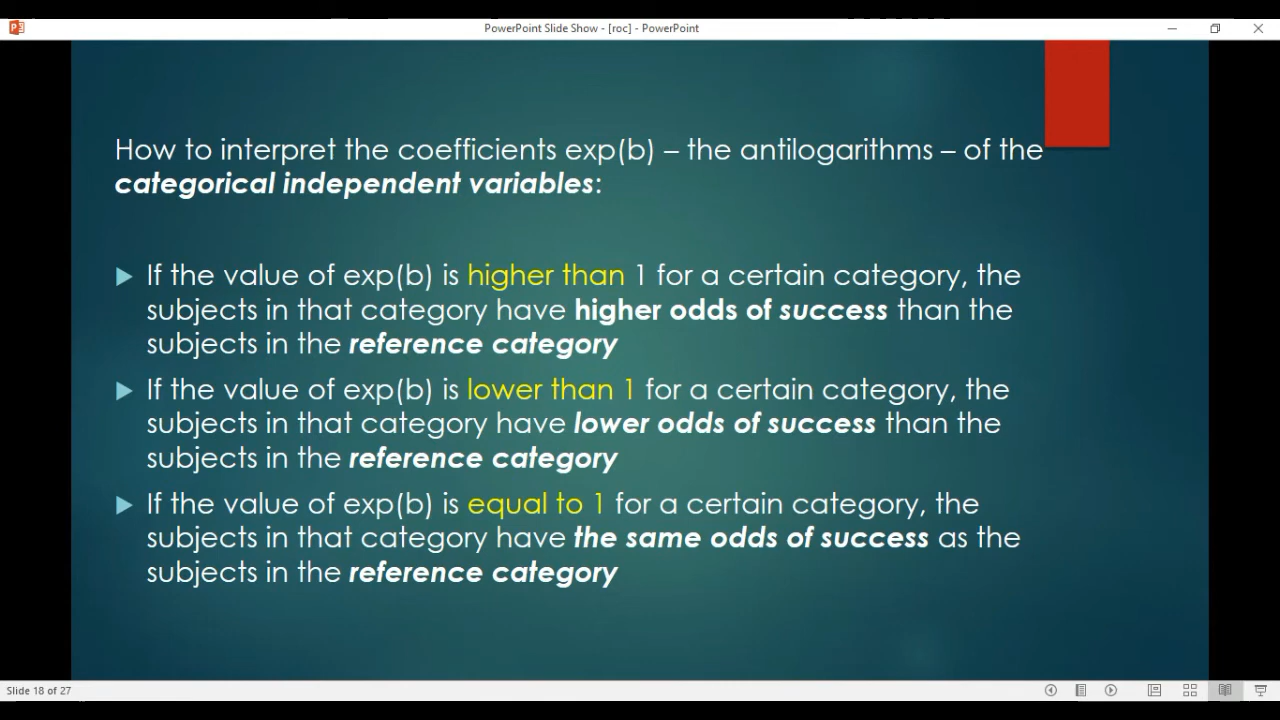 PowerPoint Slide Show - [roc] - PowerPoint
How to interpret the coefficients exp(b) – the antilogarithms – of the
categorical independent variables:
If the value of exp(b) is higher than 1 for a certain category, the
subjects in that category have higher odds of success than the
subjects in the reference category
If the value of exp(b) is lower than 1 for a certain category, the
subjects in that category have lower odds of success than the
subjects in the reference category
If the value of exp(b) is equal to 1 for a certain category, the
subjects in that category have the same odds of success as the
subjects in the reference category
Slide 18 of 27